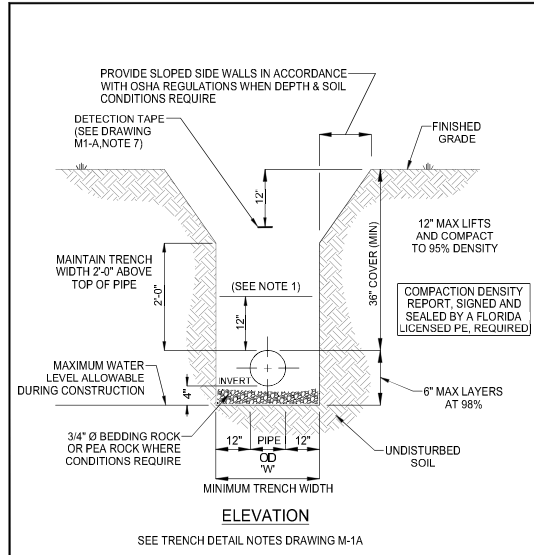 PROVIDE SLOPED SIDE WALLS IN ACCORDANCE
WITH OSHA REGULATIONS WHEN DEPTH & SOIL
CONDITIONS REQUIRE
DETECTION TAPE
(SEE DRAWING
M1-A,NOTE 7)
FINISHED
GRADE
12'
12" MAX LIFTS
AND COMPACT
TO 95% DENSITY
36" COVER (MIN)
MAINTAIN TRENCH
WIDTH 2'-0" ABOVE
TOP OF PIPE
2'-0"
(SEE NOTE 1)
12"
COMPACTION DENSITY
REPORT, SIGNED AND
SEALED BY A FLORIDA
LICENSED PE, REQUIRED
MAXIMUM WATER
LEVEL ALLOWABLE
DURING CONSTRUCTION
4"
INVERT
6" MAX LAYERS
AT 98%
3/4" Ø BEDDING ROCK
OR PEA ROCK WHERE
CONDITIONS REQUIRE
12" PIPE 12"
OD
"W"
UNDISTURBED
SOIL
MINIMUM TRENCH WIDTH
ELEVATION
SEE TRENCH DETAIL NOTES DRAWING M-1A